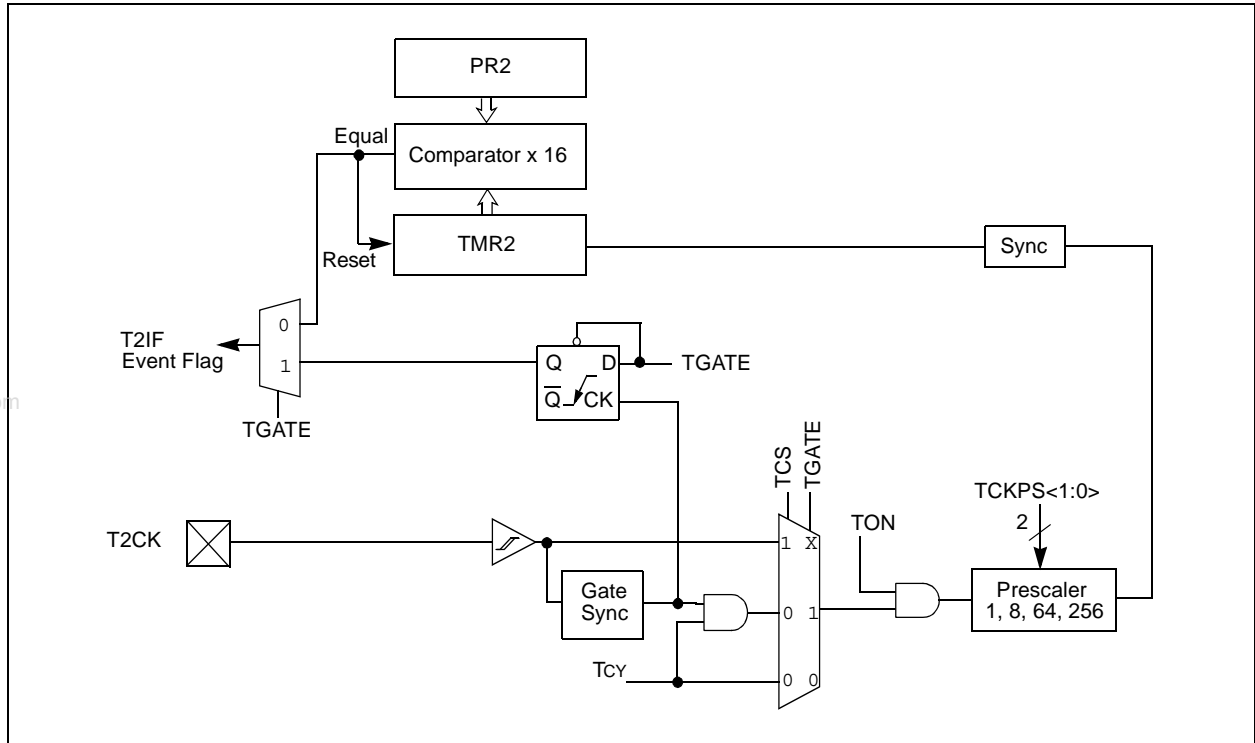 PR2
Equal
Comparator x 16
TMR2
Reset
Sync
0
T2IF
Event Flag
1
Q D
TGATE
Q CK
om
TGATE
TCS
TGATE
TCKPS<1:0>
2
TON
T2CK
1 X
Gate
Sync
0 1
Prescaler
1, 8, 64, 256
TCY
0 0